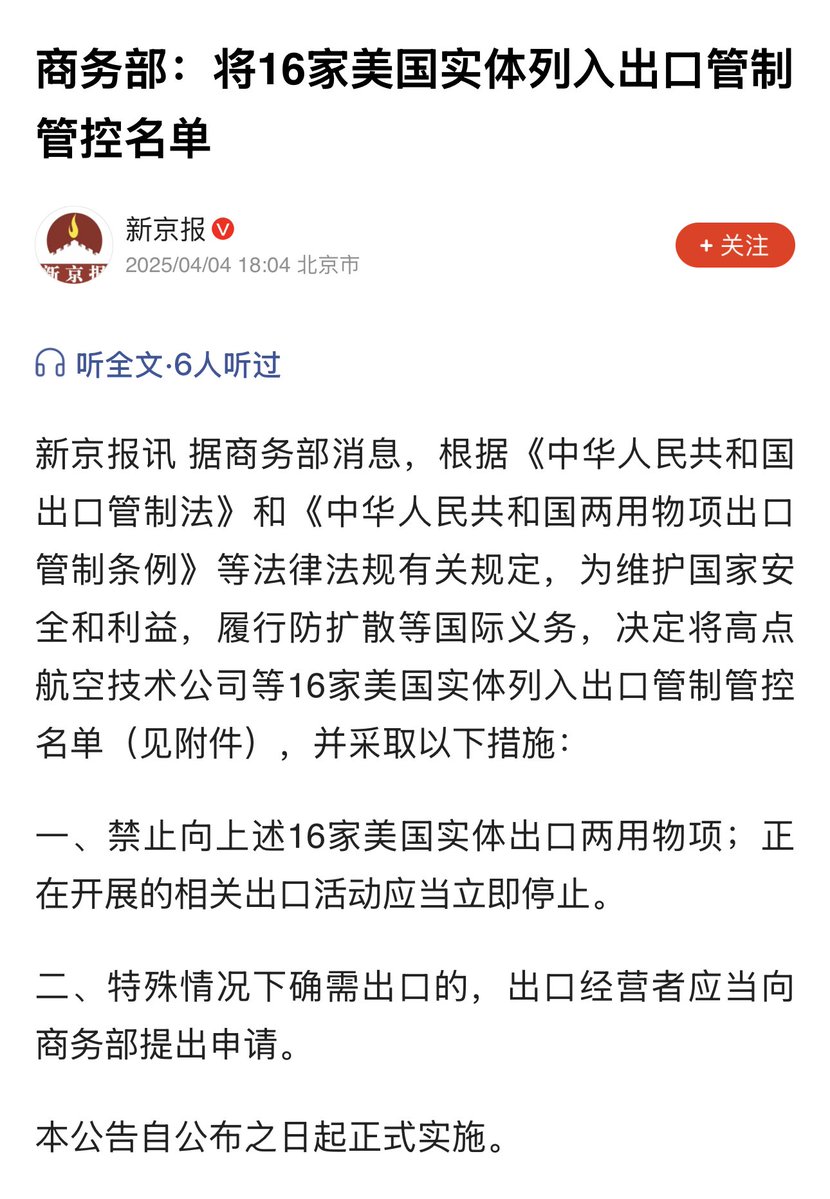 商务部：将16家美国实体列入出口管制
管控名单
新京报
新京报
2025/04/04 18:04 北京市
+ 关注
听全文·6人听过
新京报讯 据商务部消息，根据《中华人民共和国
出口管制法》和《中华人民共和国两用物项出口
管制条例》等法律法规有关规定，为维护国家安
全和利益，履行防扩散等国际义务，决定将高点
航空技术公司等16家美国实体列入出口管制管控
名单（见附件），并采取以下措施：
一、禁止向上述16家美国实体出口两用物项；正
在开展的相关出口活动应当立即停止。
二、特殊情况下确需出口的，出口经营者应当向
商务部提出申请。
本公告自公布之日起正式实施。